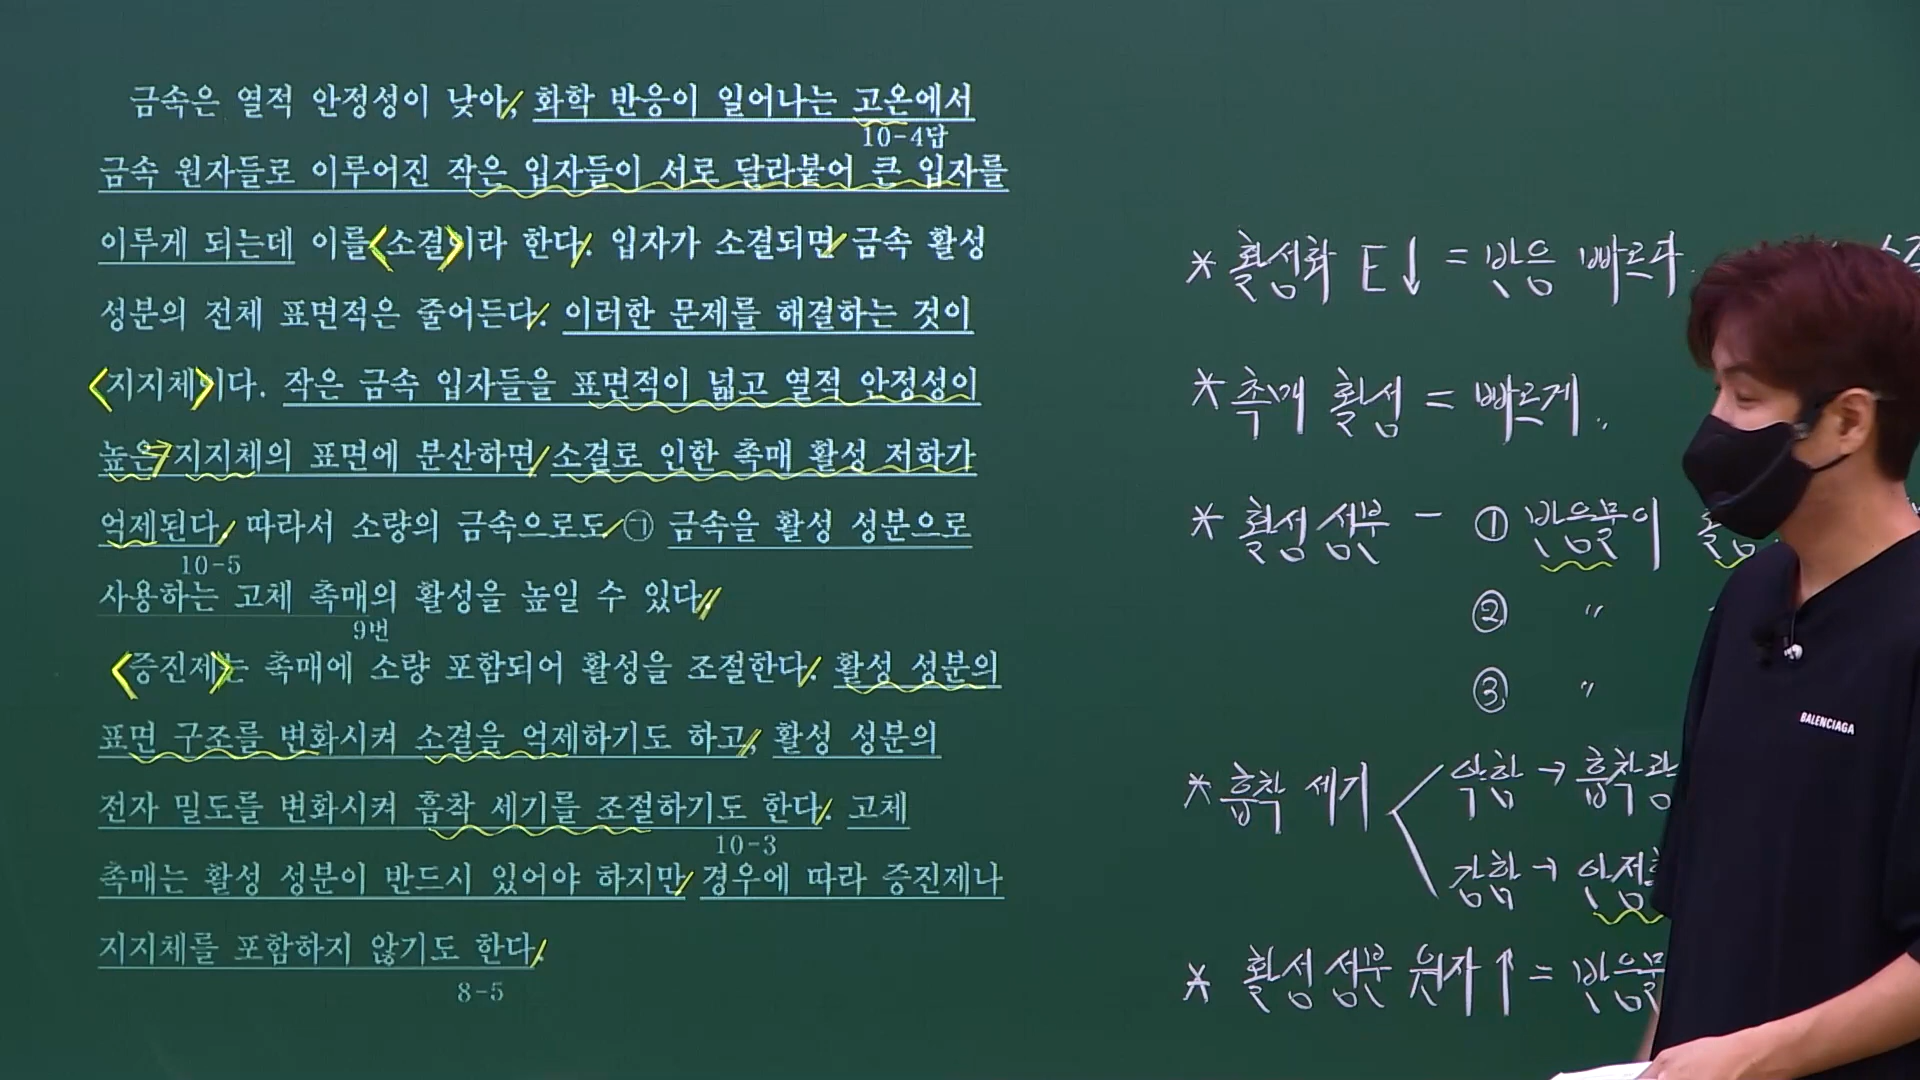 금속은 열적 안정성이 낮아, 화학 반응이 일어나는 고온에서
10-4답
금속 원자들로 이루어진 작은 입자들이 서로 달라붙어 큰 입자를
이루게 되는데 이를 <소결>이라 한다. 입자가 소결되면 금속 활성
성분의 전체 표면적은 줄어든다. 이러한 문제를 해결하는 것이
<지지체>이다. 작은 금속 입자들을 표면적이 넓고 열적 안정성이
높은 지지체의 표면에 분산하면 소결로 인한 촉매 활성 저하가
억제된다. 따라서 소량의 금속으로도 ㉠ 금속을 활성 성분으로
10-5
사용하는 고체 촉매의 활성을 높일 수 있다.
9번
<증진제>는 촉매에 소량 포함되어 활성을 조절한다. 활성 성분의
표면 구조를 변화시켜 소결을 억제하기도 하고, 활성 성분의
전자 밀도를 변화시켜 흡착 세기를 조절하기도 한다. 고체
10-3
촉매는 활성 성분이 반드시 있어야 하지만 경우에 따라 증진제나
지지체를 포함하지 않기도 한다.
8-5
* 활성화 E↓ = 반응 빠르다.
* 촉매 활성 = 빠르게.
* 활성 성분 - ① 반응물이
② 〃
③ 〃
* 흡착 세기 < 약함 → 흡착량
강함 →
* 활성 성분 원자↑ = 반응물
BALENCIAGA